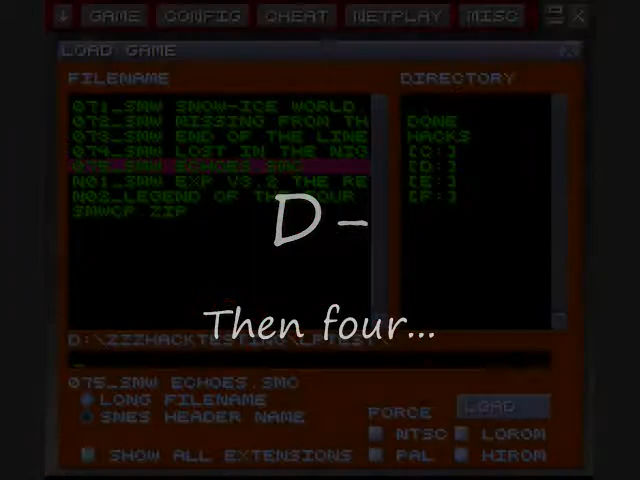 ↓ GAME CONFIG CHEAT NETPLAY MISC X
LOAD GAME X
FILENAME DIRECTORY
071_SMW SNOW-ICE WORLD
072_SMW MISSING FROM TH
073_SMW END OF THE LINE
074_SMW LOST IN THE NIG
075_SMW ECHOES.SMC
N01_SMW EXP V3.2 THE RE
N02_LEGEND OF THE FOUR
SMWCP ZIP
..
DONE
HACKS
[C:]
[D:]
[E:]
[F:]
D-
Then four...
D:\ZZZHACKTESTING\LPTEST\
075_SMW ECHOES.SMC
LONG FILENAME
SNES HEADER NAME
SHOW ALL EXTENSIONS
FORCE LOAD
NTSC LOROM
PAL HIROM